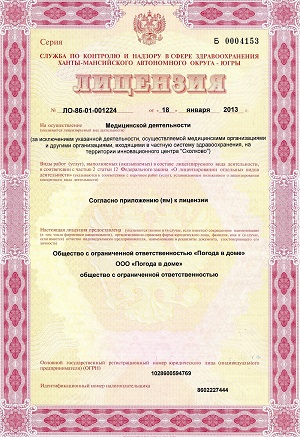 Серия Б 0004153
СЛУЖБА ПО КОНТРОЛЮ И НАДЗОРУ В СФЕРЕ ЗДРАВООХРАНЕНИЯ
ХАНТЫ-МАНСИЙСКОГО АВТОНОМНОГО ОКРУГА - ЮГРЫ
ЛИЦЕНЗИЯ
№ ЛО-86-01-001224 от « 18 » января 2013 г.
На осуществление Медицинской деятельности
(указывается лицензируемый вид деятельности)
(за исключением указанной деятельности, осуществляемой медицинскими организациями
и другими организациями, входящими в частную систему здравоохранения, на
территории инновационного центра "Сколково")
Виды работ (услуг), выполняемых (оказываемых) в составе лицензируемого вида деятельности,
в соответствии с частью 2 статьи 12 Федерального закона «О лицензировании отдельных видов
деятельности»
Согласно приложению (ям) к лицензии
Настоящая лицензия предоставлена
Общество с ограниченной ответственностью «Погода в доме»
ООО «Погода в доме»
общество с ограниченной ответственностью
Основной государственный регистрационный номер юридического лица (индивидуального
предпринимателя) (ОГРН)
1028600594769
Идентификационный номер налогоплательщика
8602227444